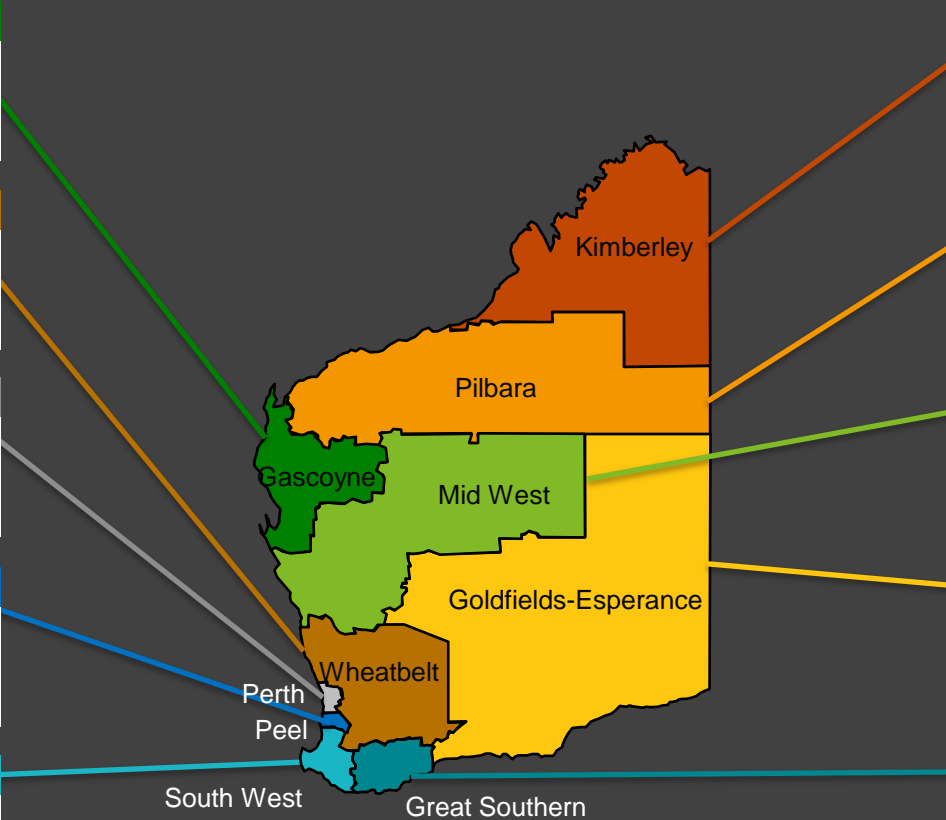 Kimberley
Pilbara
Gascoyne
Mid West
Goldfields-Esperance
Wheatbelt
Perth
Peel
South West
Great Southern